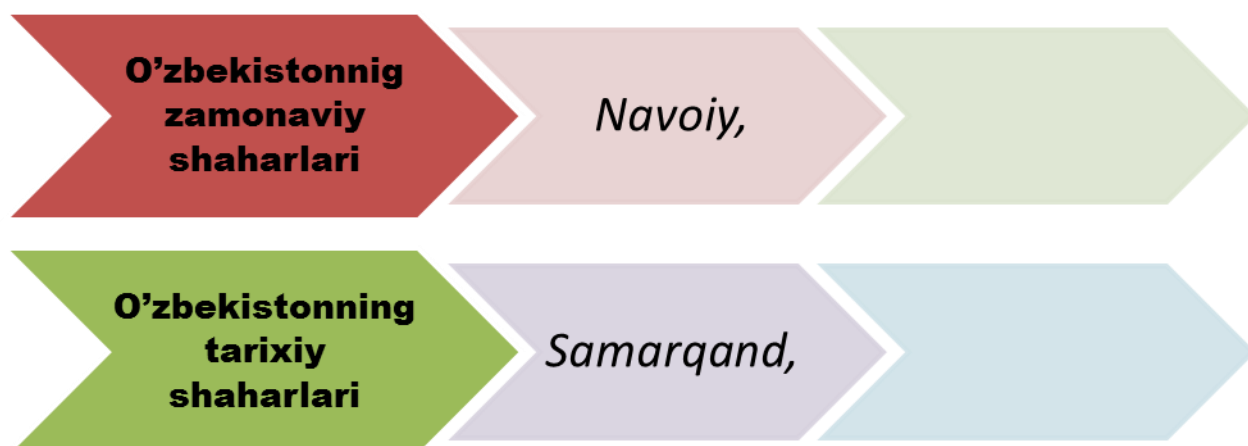 O’zbekistonnig
zamonaviy
shaharlari
Navoiy,
O’zbekistonning
tarixiy
shaharlari
Samarqand,